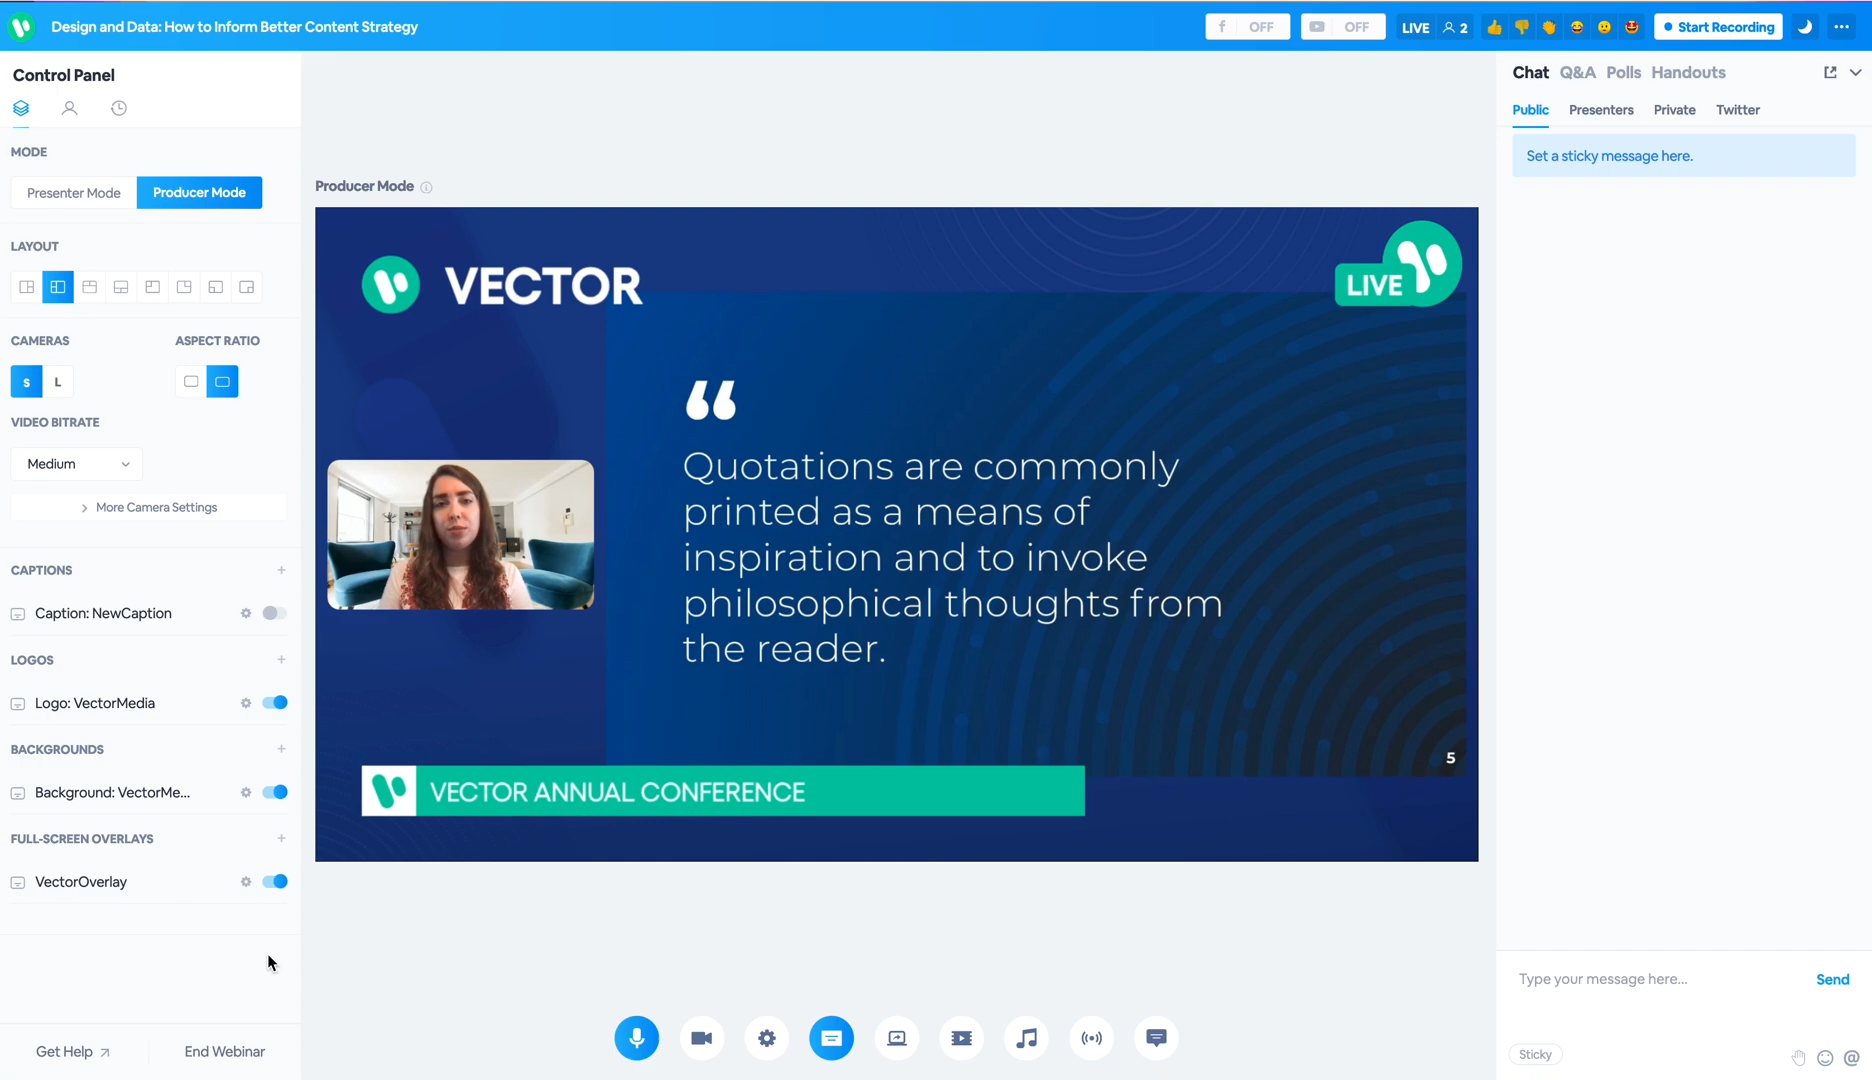 Design and Data: How to Inform Better Content Strategy
OFF
OFF
LIVE 2
Start Recording
Control Panel
MODE
Presenter Mode
Producer Mode
LAYOUT
CAMERAS
ASPECT RATIO
S
L
VIDEO BITRATE
Medium
More Camera Settings
CAPTIONS
Caption: NewCaption
LOGOS
Logo: VectorMedia
BACKGROUNDS
Background: VectorMe...
FULL-SCREEN OVERLAYS
VectorOverlay
Get Help
End Webinar
Producer Mode
VECTOR
LIVE
“
Quotations are commonly
printed as a means of
inspiration and to invoke
philosophical thoughts from
the reader.
5
VECTOR ANNUAL CONFERENCE
Chat Q&A Polls Handouts
Public Presenters Private Twitter
Set a sticky message here.
Type your message here...
Send
Sticky
@